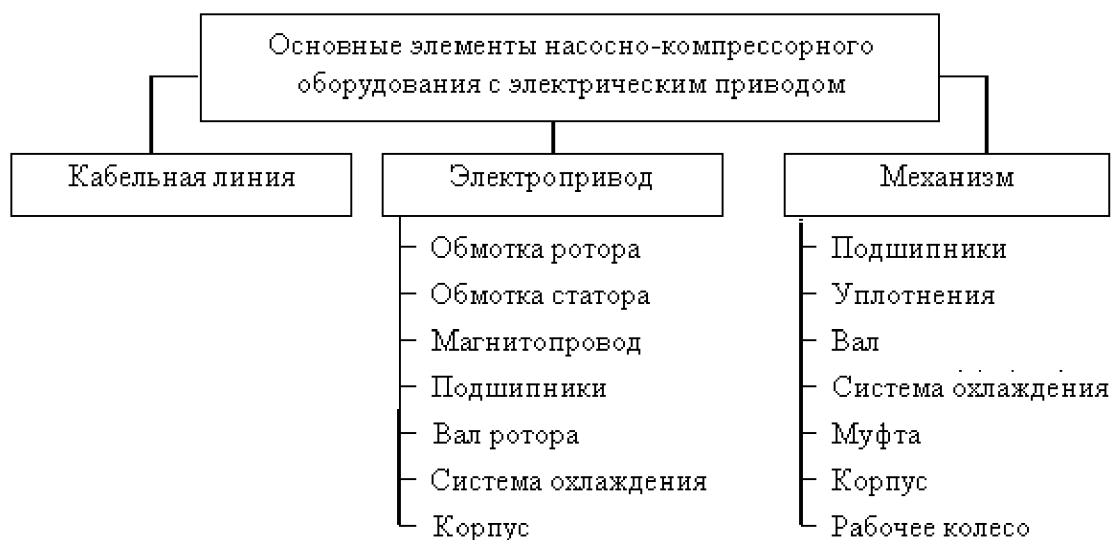 Основные элементы насосно-компрессорного
оборудования с электрическим приводом
Кабельная линия
Электропривод
Обмотка ротора
Обмотка статора
Магнитопровод
Подшипники
Вал ротора
Система охлаждения
Корпус
Механизм
Подшипники
Уплотнения
Вал
Система охлаждения
Муфта
Корпус
Рабочее колесо